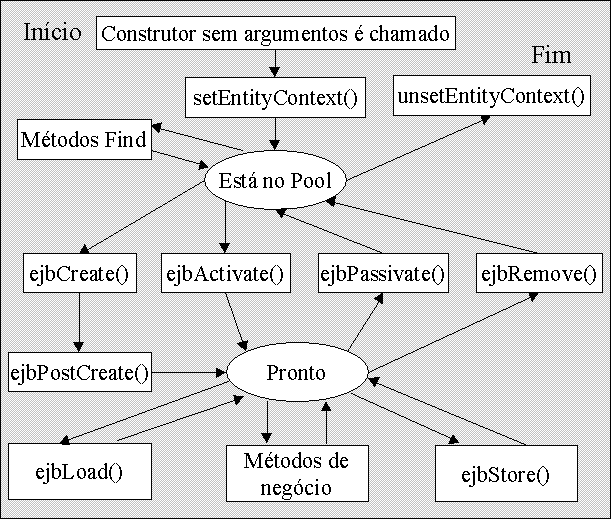 Início
Construtor sem argumentos é chamado
Fim
setEntityContext()
unsetEntityContext()
Métodos Find
Está no Pool
ejbCreate()
ejbActivate()
ejbPassivate()
ejbRemove()
ejbPostCreate()
Pronto
ejbLoad()
Métodos de
negócio
ejbStore()